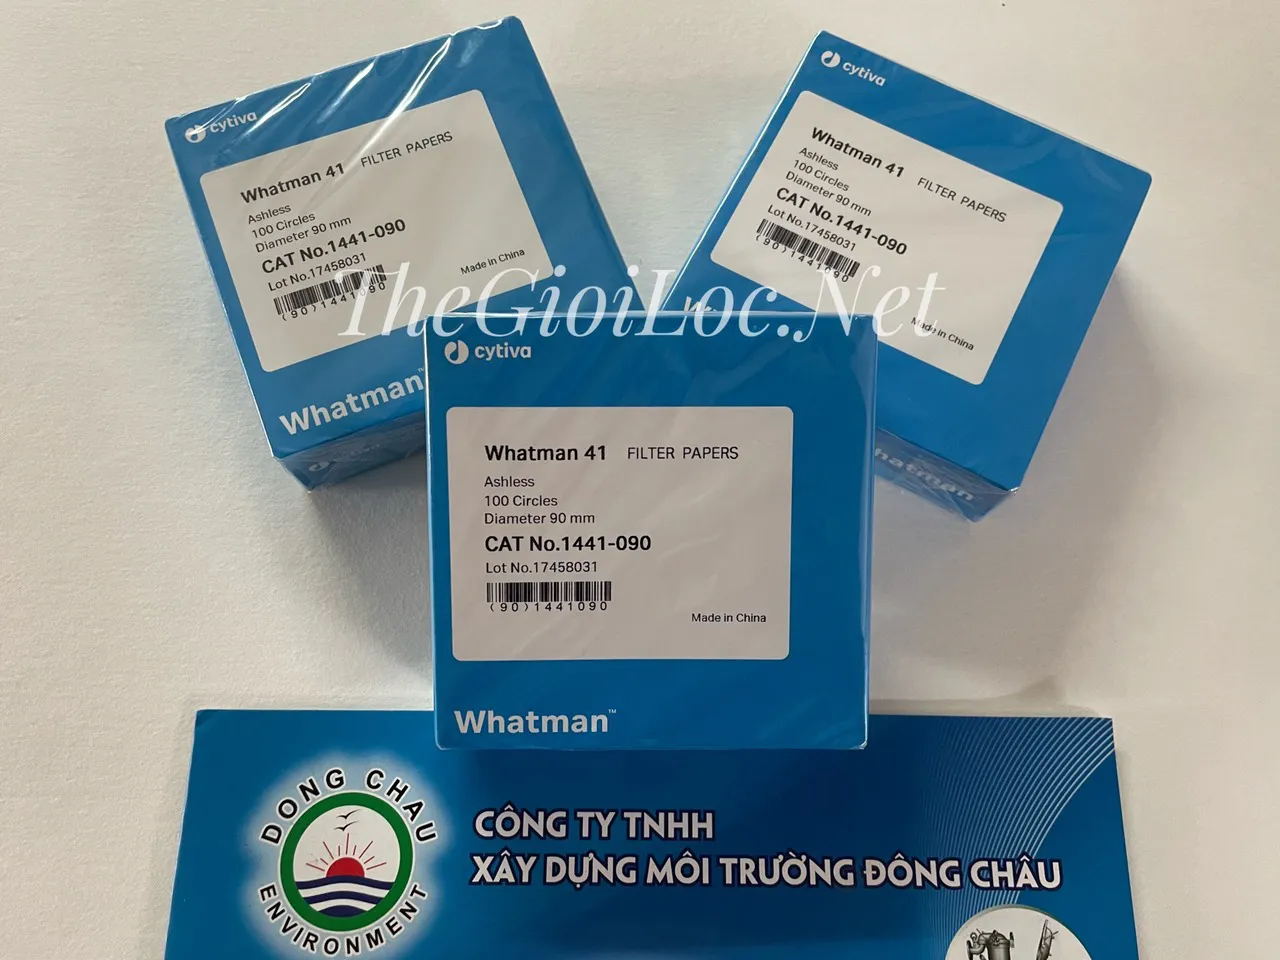 cytiva
Whatman 41 FILTER PAPERS
Ashless
100 Circles
Diameter 90 mm
CAT No.1441-090
Lot No.17458031
(90)1441090
Made in China
Whatman™
cytiva
Whatman 41 FILTER PAPERS
Ashless
100 Circles
Diameter 90 mm
CAT No.1441-090
Lot No.17458031
(90)1441090
Made in China
Whatman
TheGioiLoc.Net
cytiva
Whatman 41 FILTER PAPERS
Ashless
100 Circles
Diameter 90 mm
CAT No.1441-090
Lot No.17458031
(90)1441090
Made in China
Whatman™
DONG CHAU
ENVIRONMENT
CÔNG TY TNHH
XÂY DỰNG MÔI TRƯỜNG ĐÔNG CHÂU